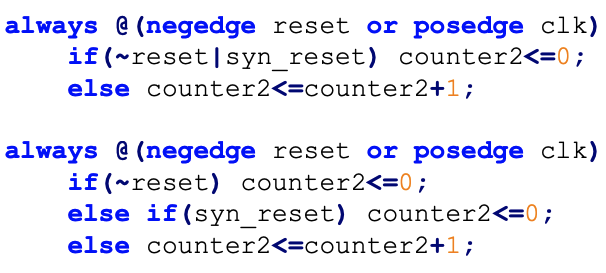 always @(negedge reset or posedge clk)
    if(~reset|syn_reset) counter2<=0;
    else counter2<=counter2+1;

always @(negedge reset or posedge clk)
    if(~reset) counter2<=0;
    else if(syn_reset) counter2<=0;
    else counter2<=counter2+1;